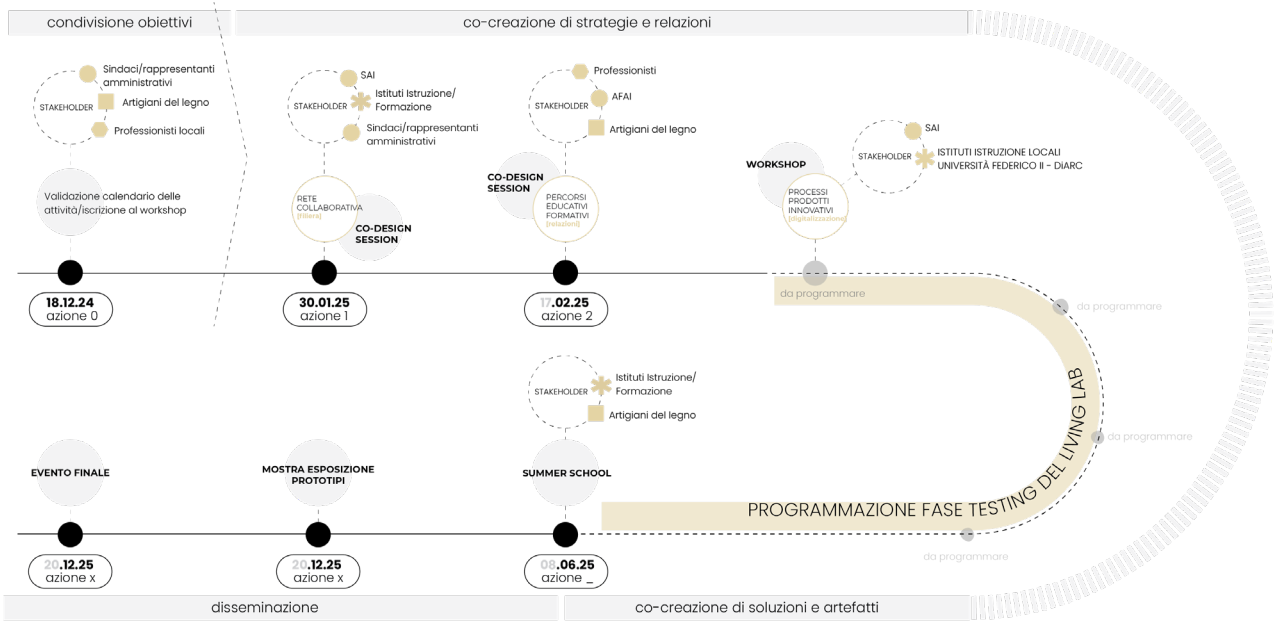 condivisione obiettivi
co-creazione di strategie e relazioni
STAKEHOLDER
Sindaci/rappresentanti
amministrativi
Artigiani del legno
Professionisti locali
Validazione calendario delle
attività/iscrizione al workshop
18.12.24
azione 0
STAKEHOLDER
SAI
Istituti Istruzione/
Formazione
Sindaci/rappresentanti
amministrativi
RETE
COLLABORATIVA
[filiera]
CO-DESIGN
SESSION
30.01.25
azione 1
STAKEHOLDER
Professionisti
AFAI
Artigiani del legno
CO-DESIGN
SESSION
PERCORSI
EDUCATIVI
FORMATIVI
[relazioni]
17.02.25
azione 2
STAKEHOLDER
SAI
ISTITUTI ISTRUZIONE LOCALI
UNIVERSITÀ FEDERICO II - DiARC
WORKSHOP
PROCESSI
PRODOTTI
INNOVATIVI
[digitalizzazione]
da programmare
da programmare
da programmare
da programmare
PROGRAMMAZIONE FASE TESTING DEL LIVING LAB
STAKEHOLDER
Istituti Istruzione/
Formazione
Artigiani del legno
EVENTO FINALE
20.12.25
azione x
MOSTRA ESPOSIZIONE
PROTOTIPI
20.12.25
azione x
SUMMER SCHOOL
08.06.25
azione _
disseminazione
co-creazione di soluzioni e artefatti